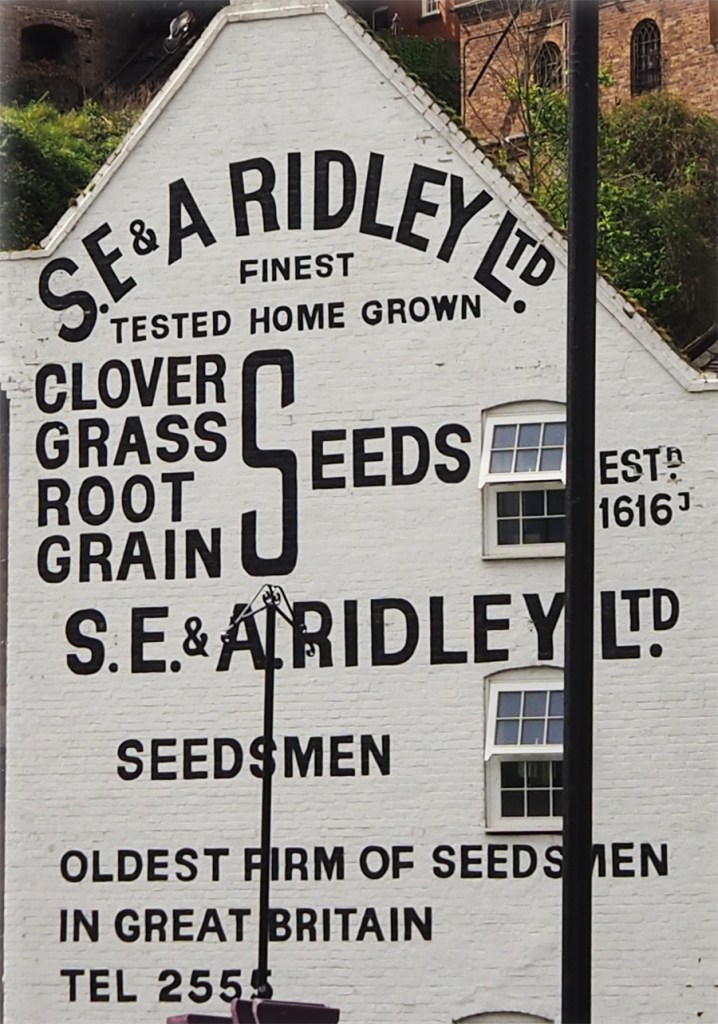 S.E & A RIDLEY LTD.
FINEST
TESTED HOME GROWN
CLOVER
GRASS
ROOT
GRAIN
SEEDS
ESTD.
1616
S.E. & A. RIDLEY LTD.
SEEDSMEN
OLDEST FIRM OF SEEDSMEN
IN GREAT BRITAIN
TEL 2555